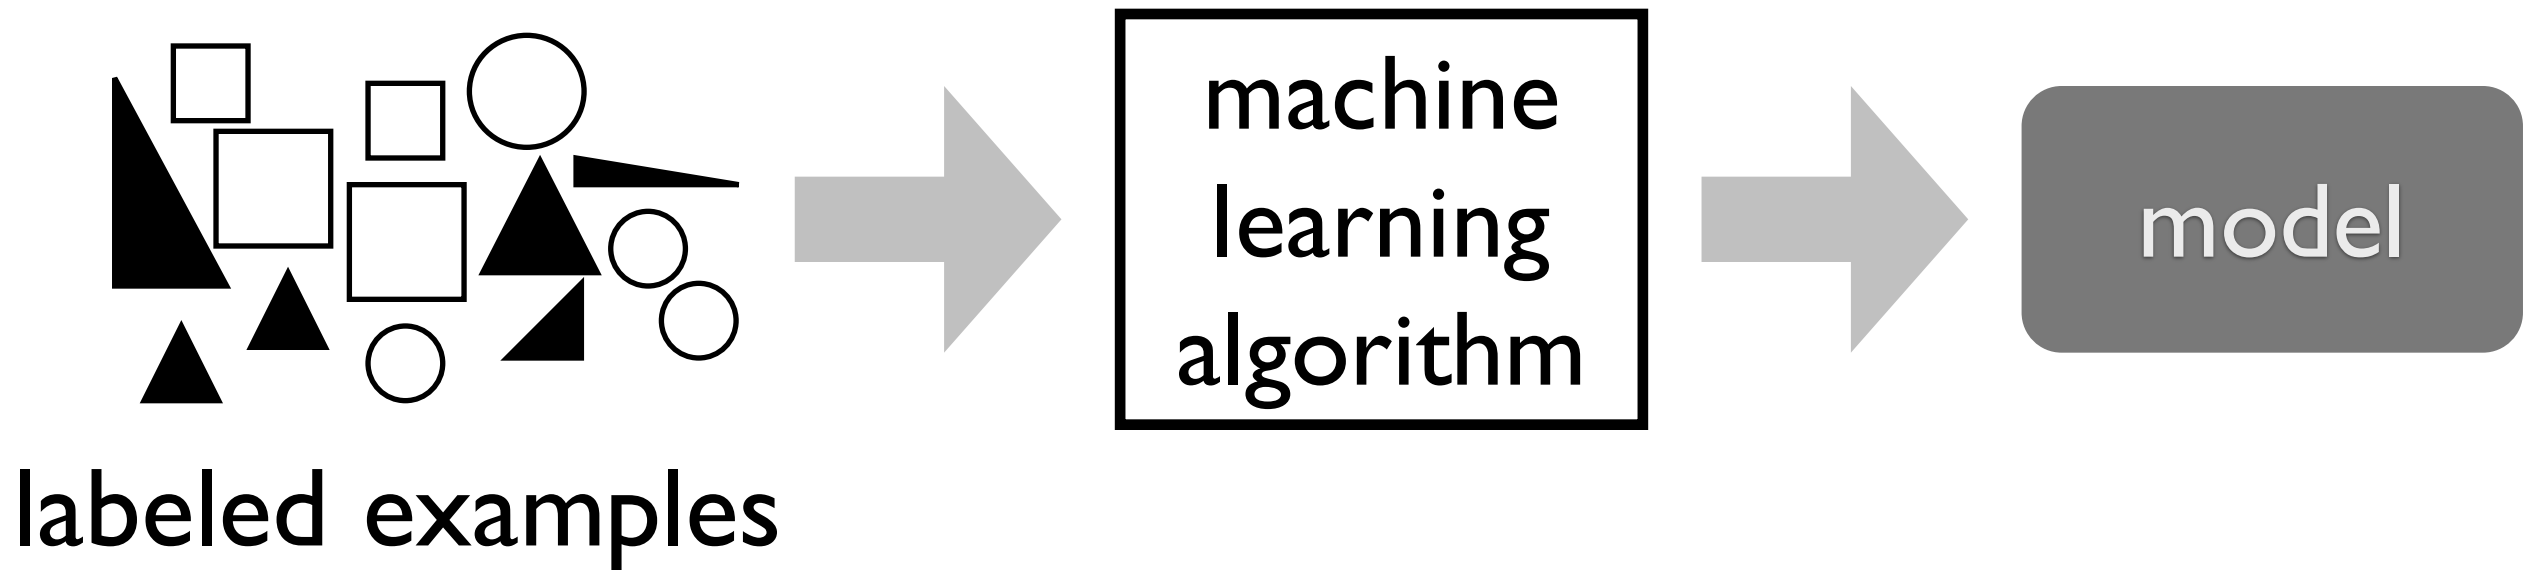 machine
learning
algorithm
model
labeled examples